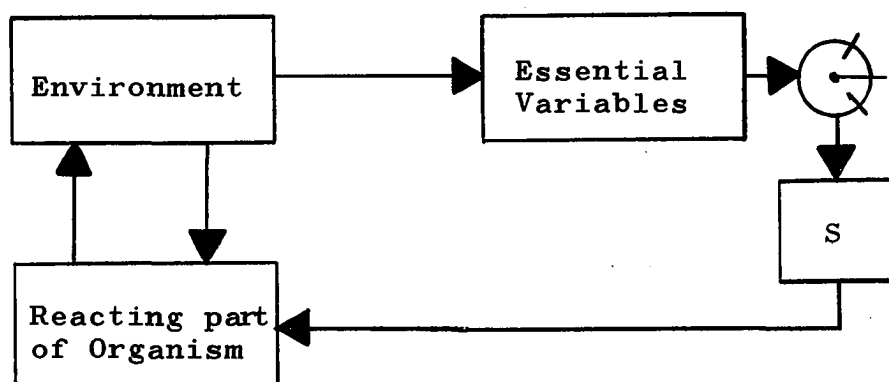 Environment
Essential
Variables
S
Reacting part
of Organism